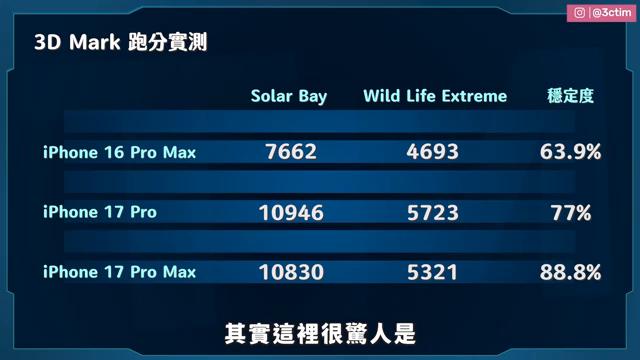 @3ctim
3D Mark 跑分實測
Solar Bay Wild Life Extreme 穩定度
iPhone 16 Pro Max 7662 4693 63.9%
iPhone 17 Pro 10946 5723 77%
iPhone 17 Pro Max 10830 5321 88.8%
其實這裡很驚人是